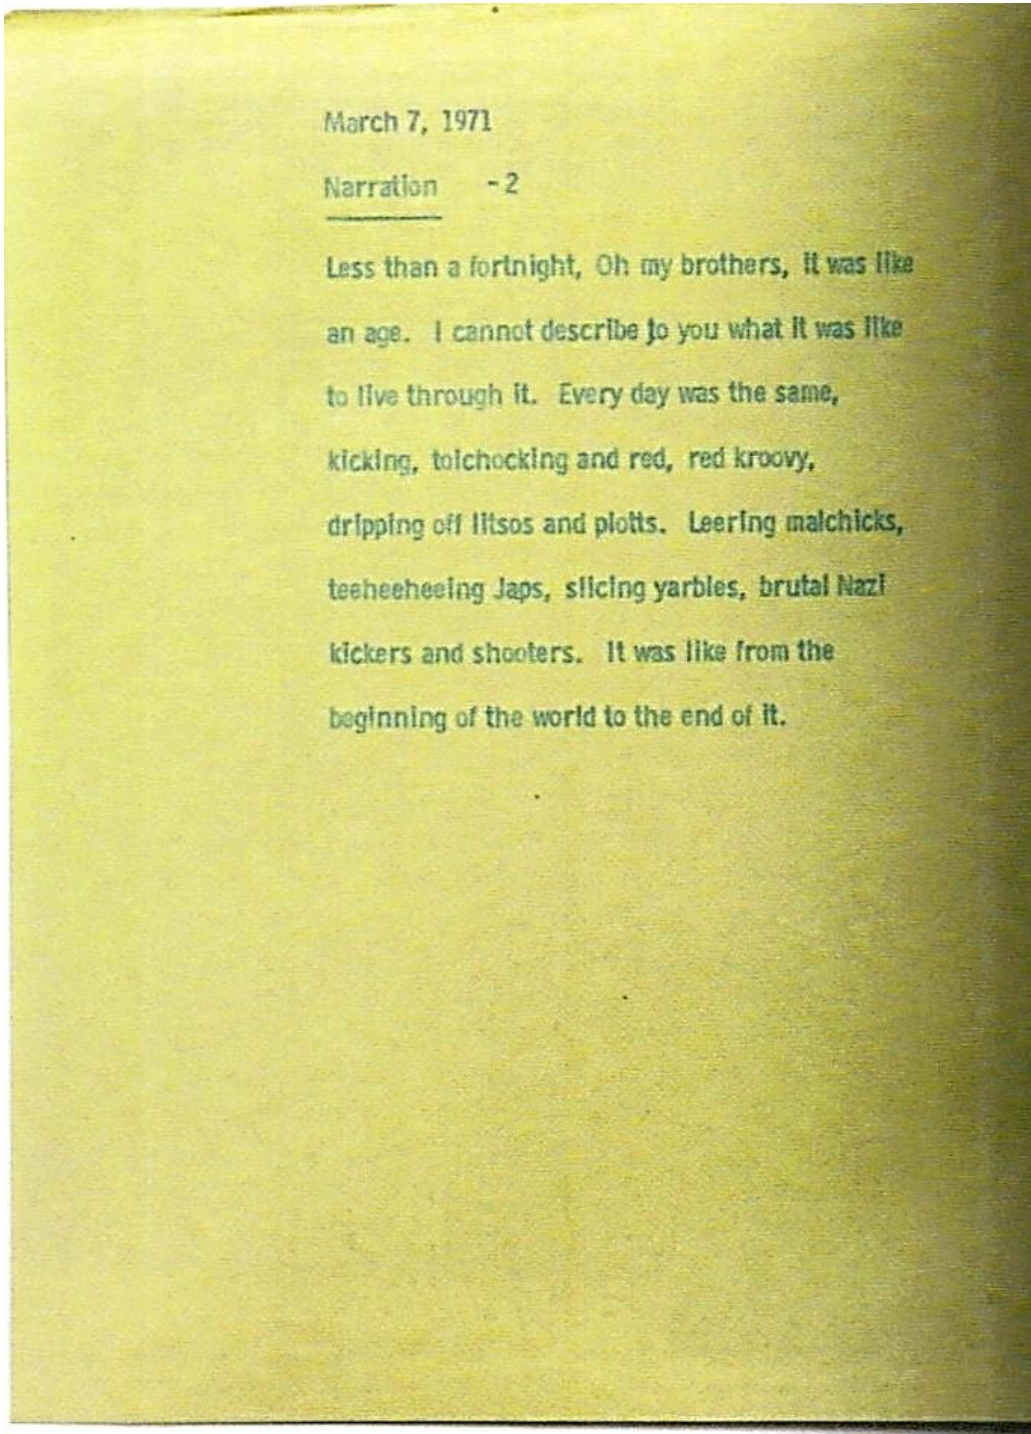 March 7, 1971
Narration -2
Less than a fortnight, Oh my brothers, it was like
an age. I cannot describe to you what it was like
to live through it. Every day was the same,
kicking, tolchocking and red, red kroovy,
dripping off litsos and plotts. Leering malchicks,
teeheeheeing Japs, slicing yarbles, brutal Nazi
kickers and shooters. It was like from the
beginning of the world to the end of it.